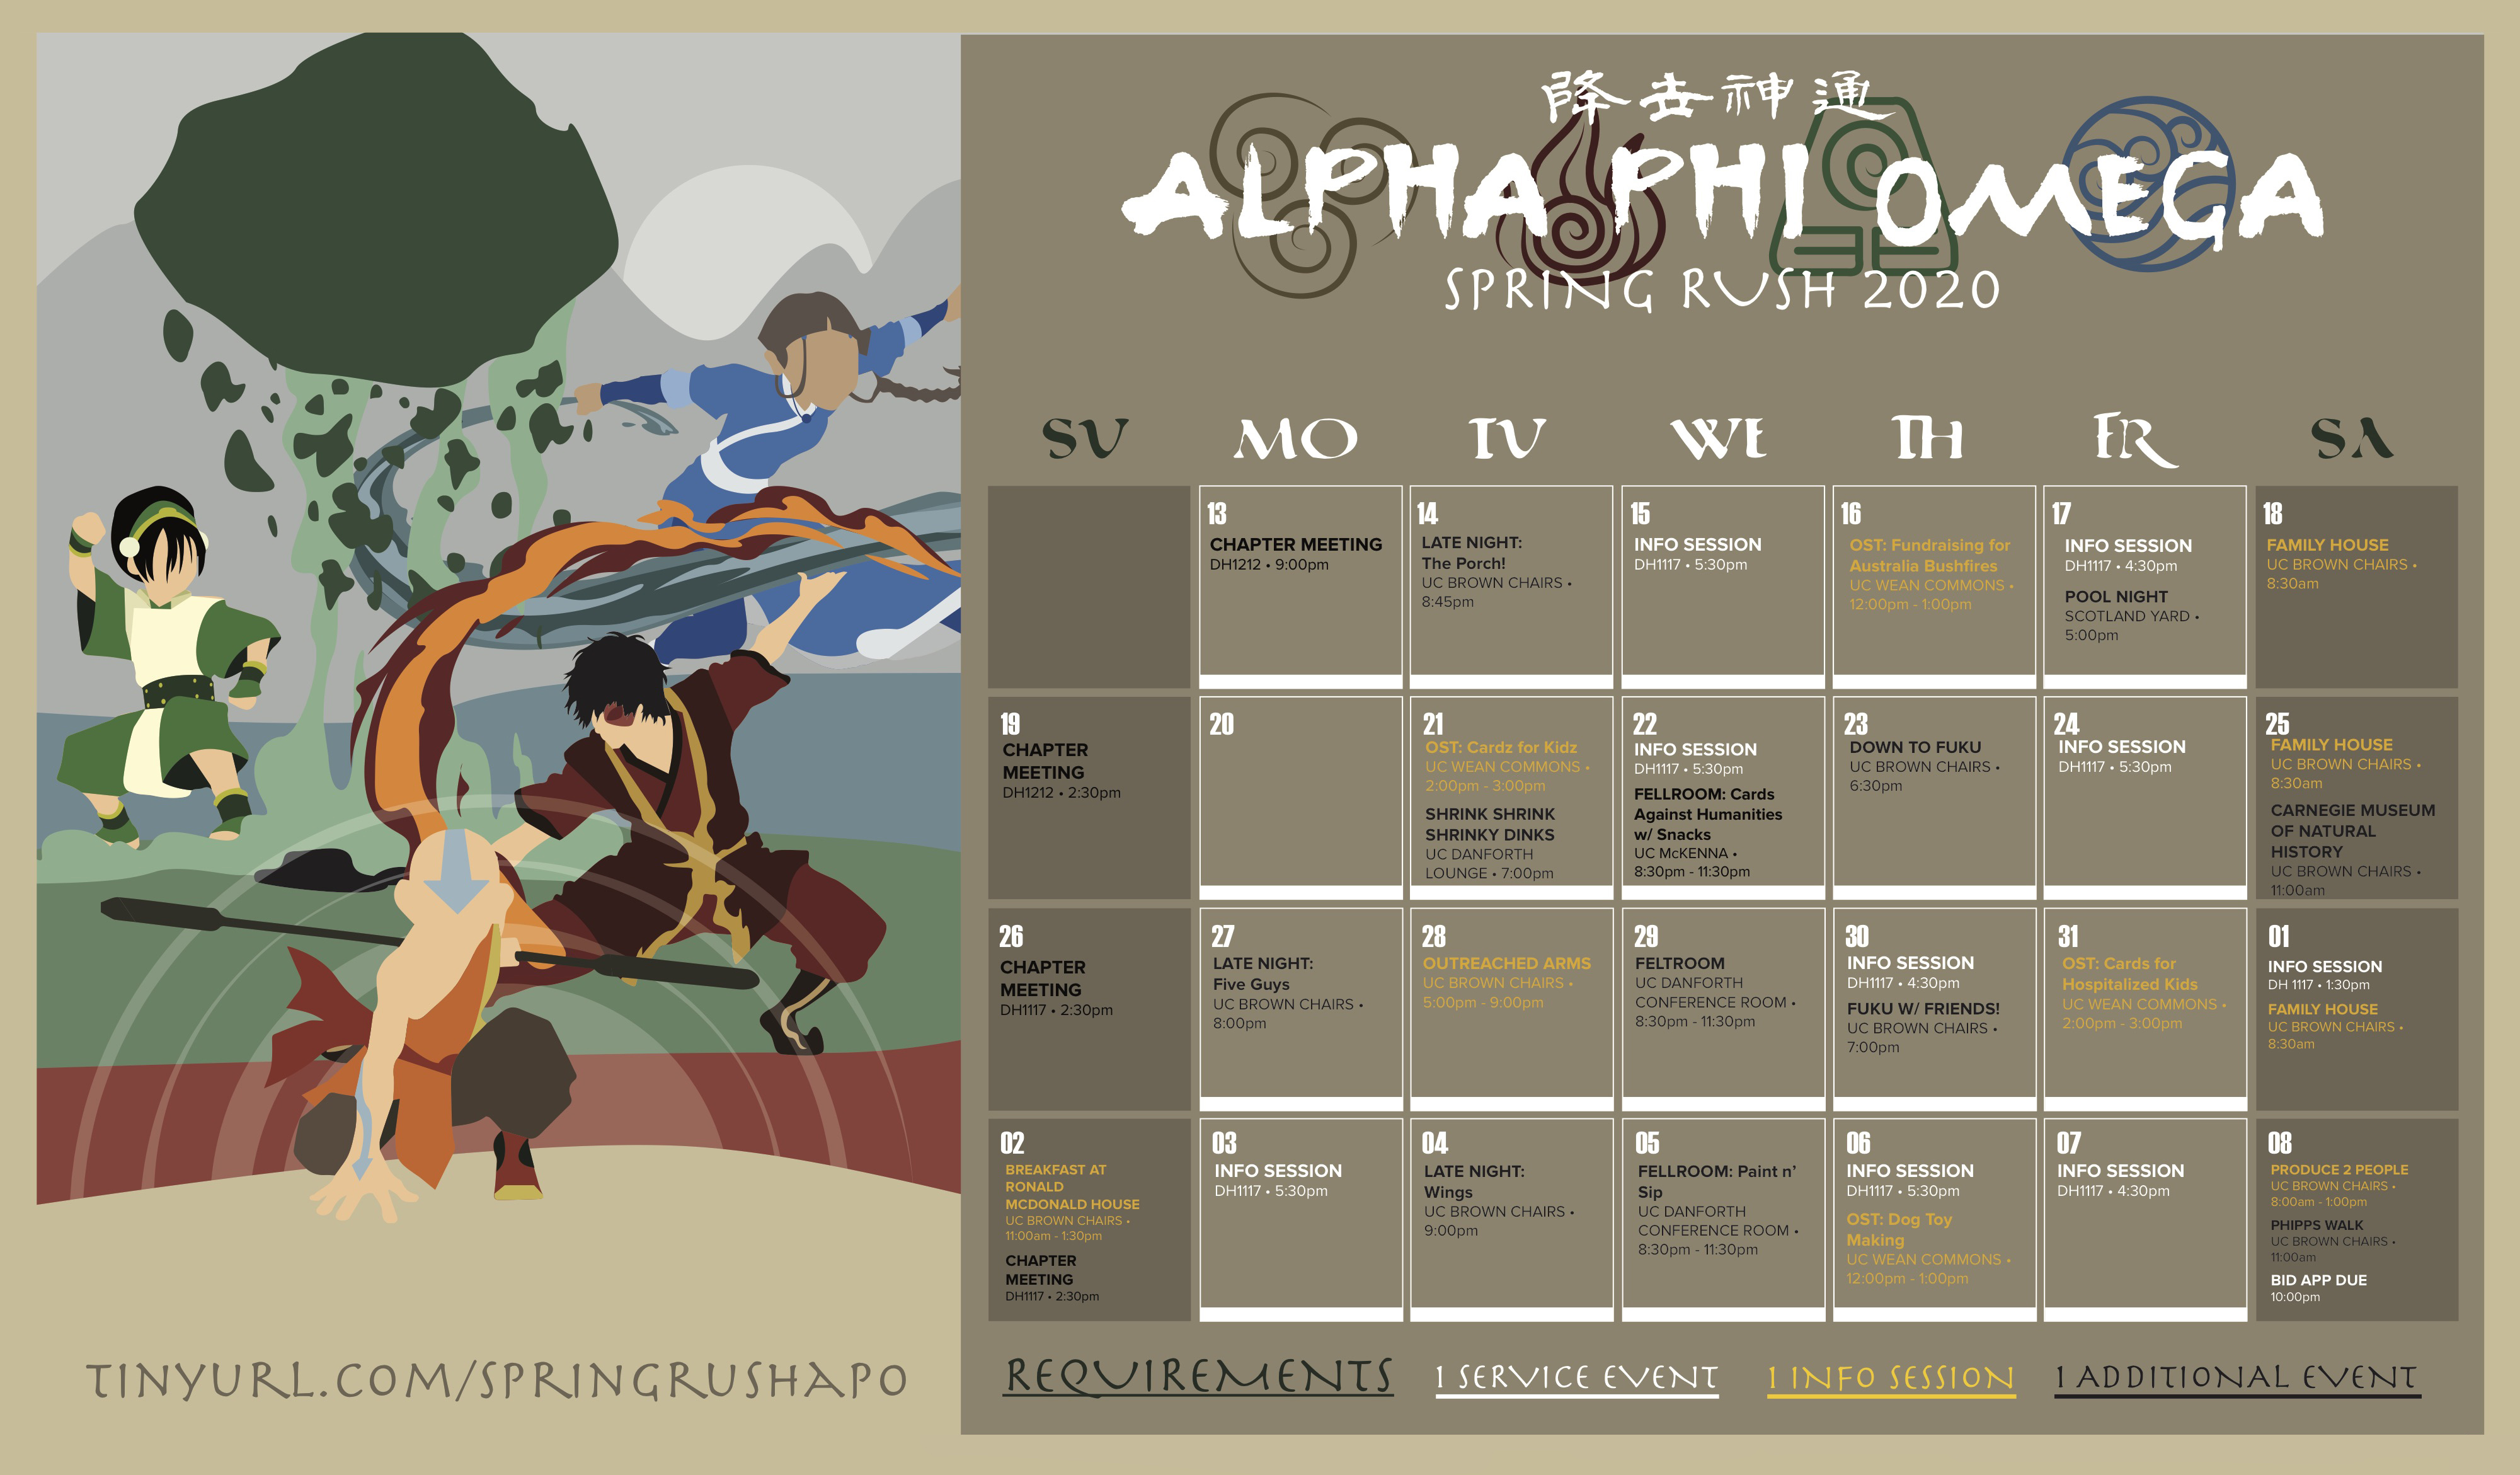 降去神通
ALPHA PHI OMEGA
SPRING RUSH 2020
SU MO TU WE TH FR SA
13
CHAPTER MEETING
DH1212 • 9:00pm
14
LATE NIGHT:
The Porch!
UC BROWN CHAIRS •
8:45pm
15
INFO SESSION
DH1117 • 5:30pm
16
OST: Fundraising for
Australia Bushfires
UC WEAN COMMONS •
12:00pm - 1:00pm
17
INFO SESSION
DH1117 • 4:30pm
POOL NIGHT
SCOTLAND YARD •
5:00pm
18
FAMILY HOUSE
UC BROWN CHAIRS •
8:30am
19
CHAPTER
MEETING
DH1212 • 2:30pm
20
21
OST: Cardz for Kidz
UC WEAN COMMONS •
2:00pm - 3:00pm
SHRINK SHRINK
SHRINKY DINKS
UC DANFORTH
LOUNGE • 7:00pm
22
INFO SESSION
DH1117 • 5:30pm
FELLROOM: Cards
Against Humanities
w/ Snacks
UC McKENNA •
8:30pm - 11:30pm
23
DOWN TO FUKU
UC BROWN CHAIRS •
6:30pm
24
INFO SESSION
DH1117 • 5:30pm
25
FAMILY HOUSE
UC BROWN CHAIRS •
8:30am
CARNEGIE MUSEUM
OF NATURAL
HISTORY
UC BROWN CHAIRS •
11:00am
26
CHAPTER
MEETING
DH1117 • 2:30pm
27
LATE NIGHT:
Five Guys
UC BROWN CHAIRS •
8:00pm
28
OUTREACHED ARMS
UC BROWN CHAIRS •
5:00pm - 9:00pm
29
FELTROOM
UC DANFORTH
CONFERENCE ROOM •
8:30pm - 11:30pm
30
INFO SESSION
DH1117 • 4:30pm
FUKU W/ FRIENDS!
UC BROWN CHAIRS •
7:00pm
31
OST: Cards for
Hospitalized Kids
UC WEAN COMMONS •
2:00pm - 3:00pm
01
INFO SESSION
DH 1117 • 1:30pm
FAMILY HOUSE
UC BROWN CHAIRS •
8:30am
02
BREAKFAST AT
RONALD
MCDONALD HOUSE
UC BROWN CHAIRS •
11:00am - 1:30pm
CHAPTER
MEETING
DH1117 • 2:30pm
03
INFO SESSION
DH1117 • 5:30pm
04
LATE NIGHT:
Wings
UC BROWN CHAIRS •
9:00pm
05
FELLROOM: Paint n'
Sip
UC DANFORTH
CONFERENCE ROOM •
8:30pm - 11:30pm
06
INFO SESSION
DH1117 • 5:30pm
OST: Dog Toy
Making
UC WEAN COMMONS •
12:00pm - 1:00pm
07
INFO SESSION
DH1117 • 4:30pm
08
PRODUCE 2 PEOPLE
UC BROWN CHAIRS •
8:00am - 1:00pm
PHIPPS WALK
UC BROWN CHAIRS •
11:00am
BID APP DUE
10:00pm
TINYURL.COM/SPRINGRUSHAPO
REQUIREMENTS 1 SERVICE EVENT 1 INFO SESSION 1 ADDITIONAL EVENT